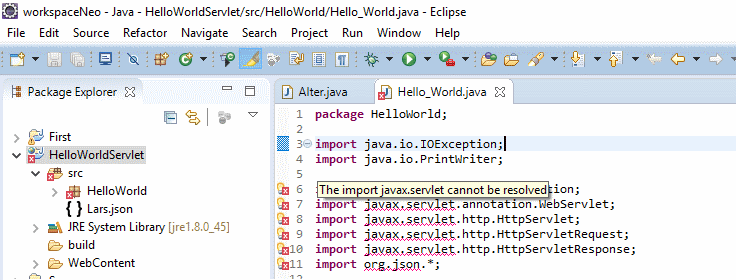 workspaceNeo - Java - HelloWorldServlet/src/HelloWorld/Hello_World.java - Eclipse
File Edit Source Refactor Navigate Search Project Run Window Help
Package Explorer
Alter.java
Hello_World.java
First
HelloWorldServlet
src
HelloWorld
Lars.json
JRE System Library [jre1.8.0_45]
build
WebContent
1 package HelloWorld;
2
3 import java.io.IOException;
4 import java.io.PrintWriter;
5
The import javax.servlet cannot be resolved
6 tion;
7 import javax.servlet.annotation.WebServlet;
8 import javax.servlet.http.HttpServlet;
9 import javax.servlet.http.HttpServletRequest;
10 import javax.servlet.http.HttpServletResponse;
11 import org.json.*;